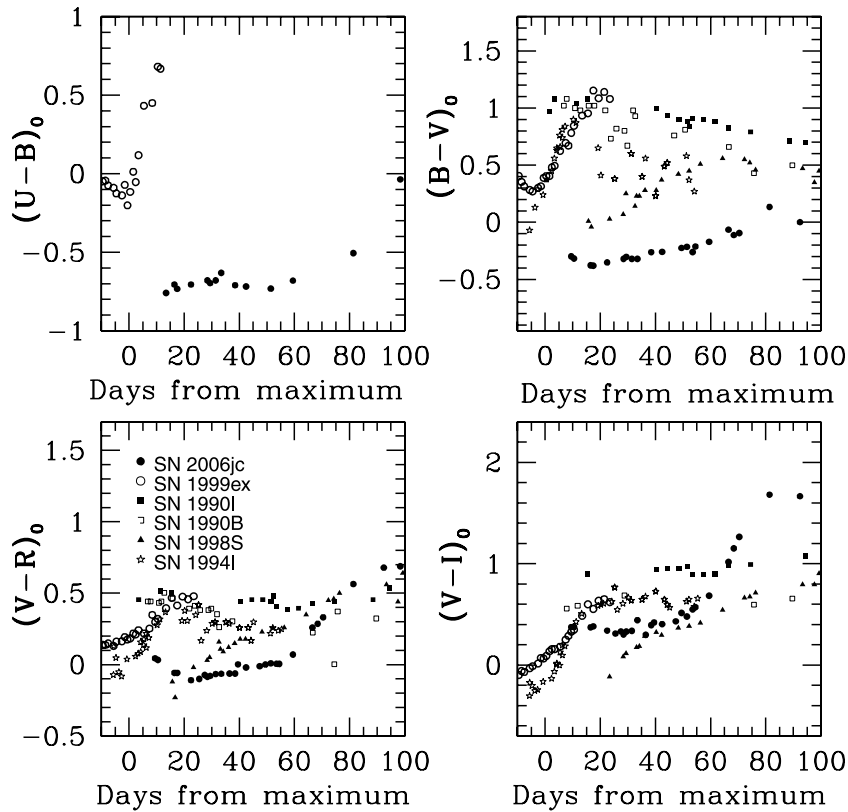 (U−B)₀
1
0.5
0
−0.5
−1
0 20 40 60 80 100
Days from maximum
(B−V)₀
1.5
1
0.5
0
−0.5
0 20 40 60 80 100
Days from maximum
(V−R)₀
1.5
1
0.5
0
−0.5
SN 2006jc
SN 1999ex
SN 1990I
SN 1990B
SN 1998S
SN 1994I
0 20 40 60 80 100
Days from maximum
(V−I)₀
2
1
0
0 20 40 60 80 100
Days from maximum